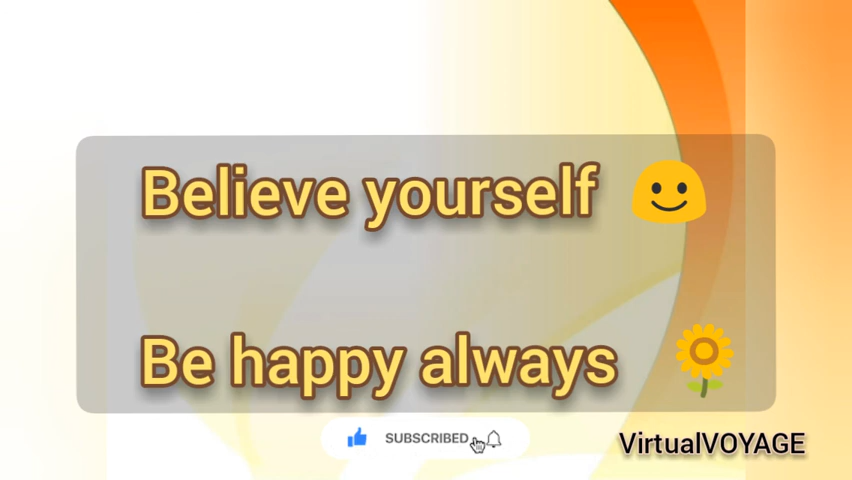 Believe yourself 🙂
Be happy always 🌻
SUBSCRIBED
VirtualVOYAGE